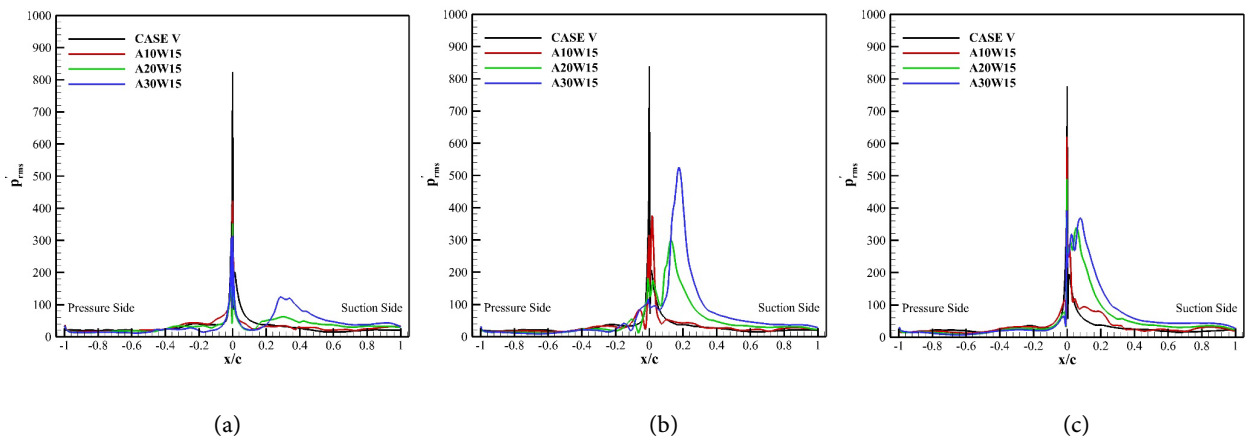 1000
900
800
700
600
500
400
300
200
100
0
p'rms
CASE V
A10W15
A20W15
A30W15
Pressure Side
Suction Side
-1 -0.8 -0.6 -0.4 -0.2 0 0.2 0.4 0.6 0.8 1
x/c
(a)
1000
900
800
700
600
500
400
300
200
100
0
p'rms
CASE V
A10W15
A20W15
A30W15
Pressure Side
Suction Side
-1 -0.8 -0.6 -0.4 -0.2 0 0.2 0.4 0.6 0.8 1
x/c
(b)
1000
900
800
700
600
500
400
300
200
100
0
p'rms
CASE V
A10W15
A20W15
A30W15
Pressure Side
Suction Side
-1 -0.8 -0.6 -0.4 -0.2 0 0.2 0.4 0.6 0.8 1
x/c
(c)